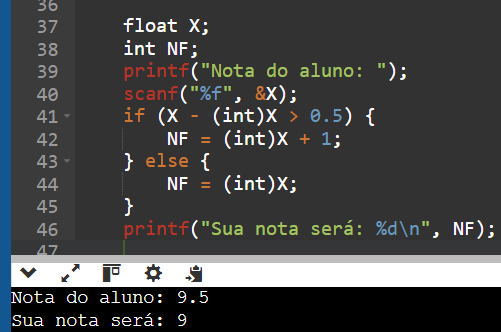 36
37 float X;
38 int NF;
39 printf("Nota do aluno: ");
40 scanf("%f", &X);
41 if (X - (int)X > 0.5) {
42 NF = (int)X + 1;
43 } else {
44 NF = (int)X;
45 }
46 printf("Sua nota será: %d\n", NF);
47
Nota do aluno: 9.5
Sua nota será: 9